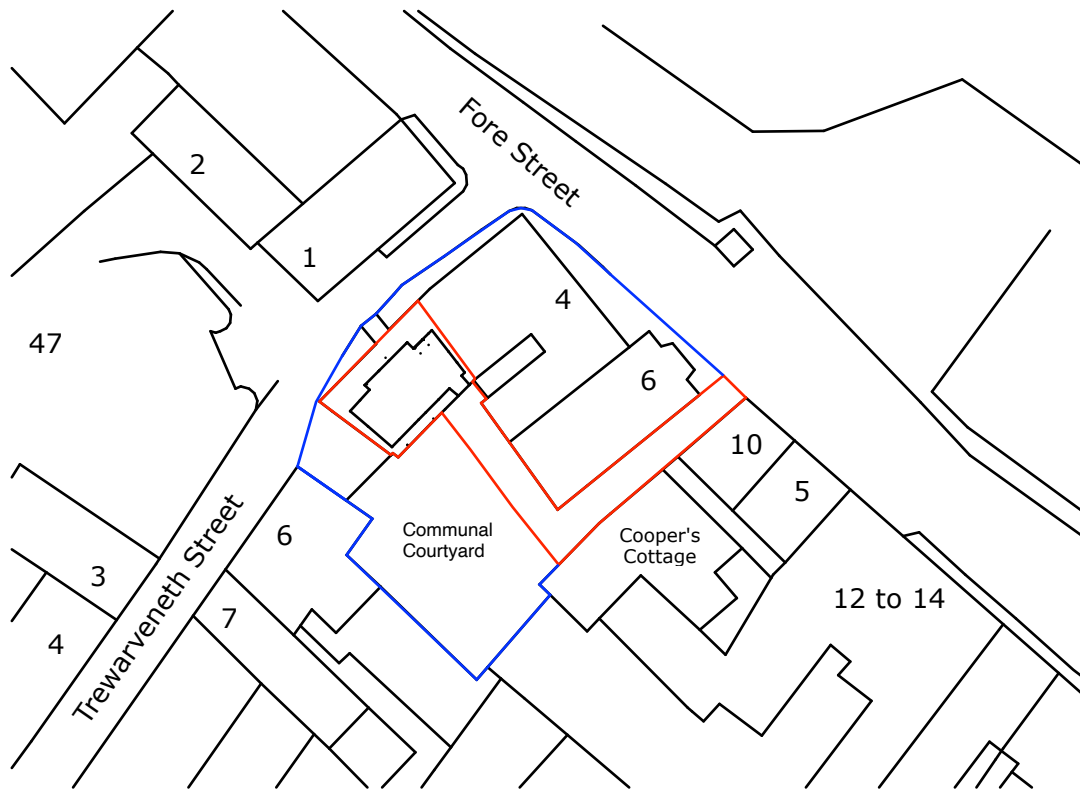 Fore Street
2
1
4
47
6
10
5
Communal
Courtyard
Cooper's
Cottage
6
3
7
12 to 14
4
Trewarveneth Street